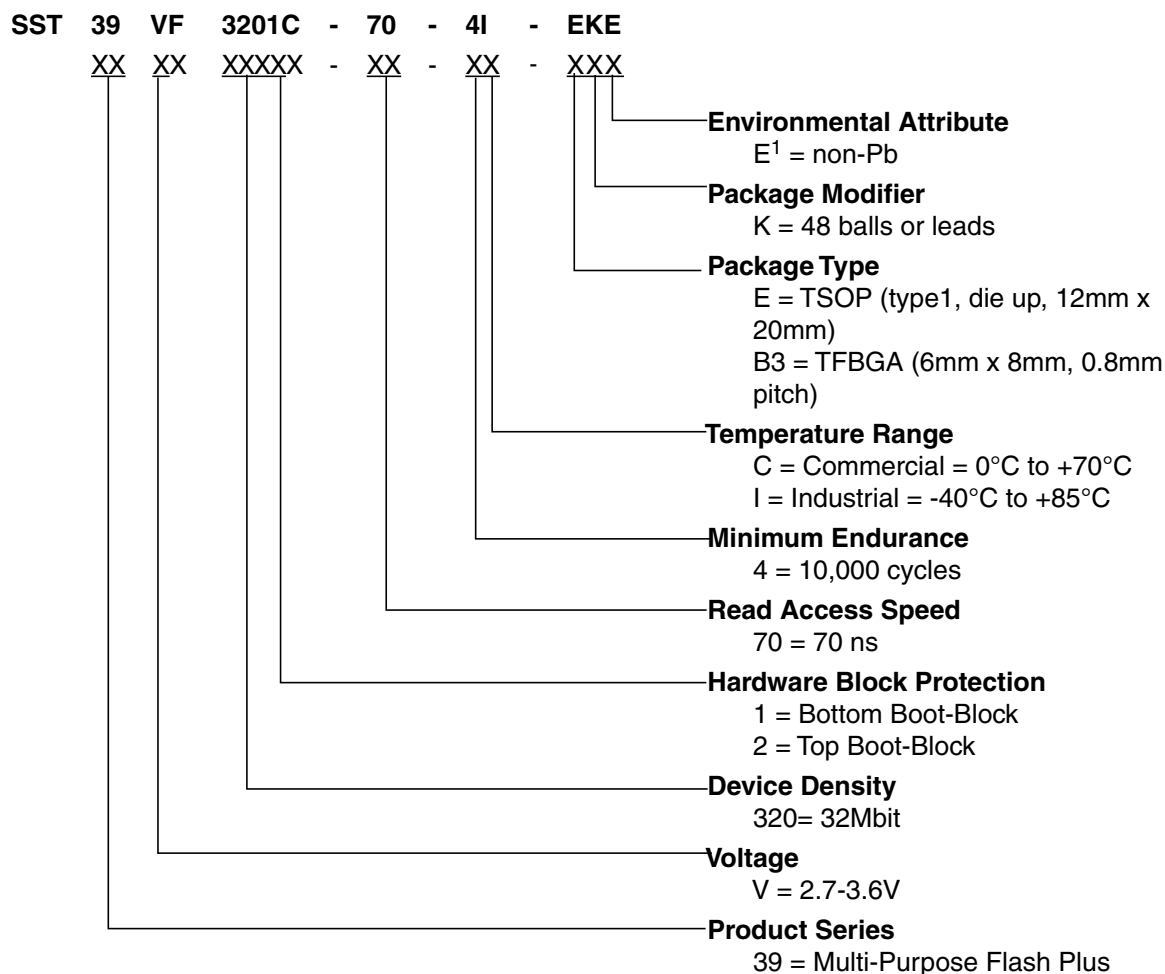 SST 39 VF 3201C - 70 - 4I - EKE
XX XX XXXXX - XX - XX - XXX
Environmental Attribute
E1 = non-Pb
Package Modifier
K = 48 balls or leads
Package Type
E = TSOP (type1, die up, 12mm x
20mm)
B3 = TFBGA (6mm x 8mm, 0.8mm
pitch)
Temperature Range
C = Commercial = 0°C to +70°C
I = Industrial = -40°C to +85°C
Minimum Endurance
4 = 10,000 cycles
Read Access Speed
70 = 70 ns
Hardware Block Protection
1 = Bottom Boot-Block
2 = Top Boot-Block
Device Density
320= 32Mbit
Voltage
V = 2.7-3.6V
Product Series
39 = Multi-Purpose Flash Plus